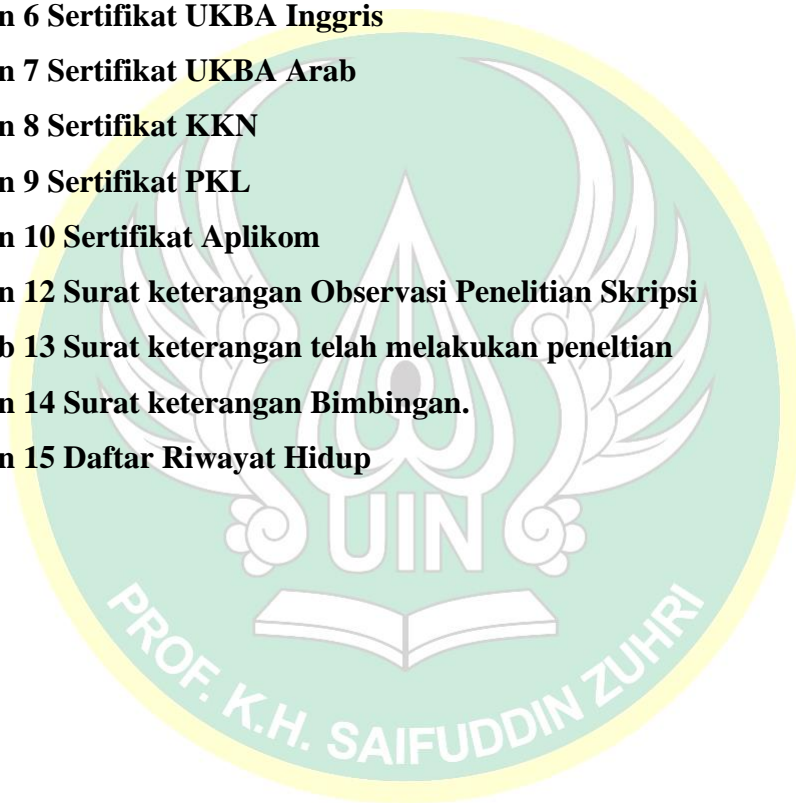 n 6 Sertifikat UKBA Inggris
n 7 Sertifikat UKBA Arab
n 8 Sertifikat KKN
n 9 Sertifikat PKL
n 10 Sertifikat Aplikom
n 12 Surat keterangan Observasi Penelitian Skripsi
b 13 Surat keterangan telah melakukan peneltian
n 14 Surat keterangan Bimbingan.
n 15 Daftar Riwayat Hidup
UIN
PROF. K.H. SAIFUDDIN ZUHRI